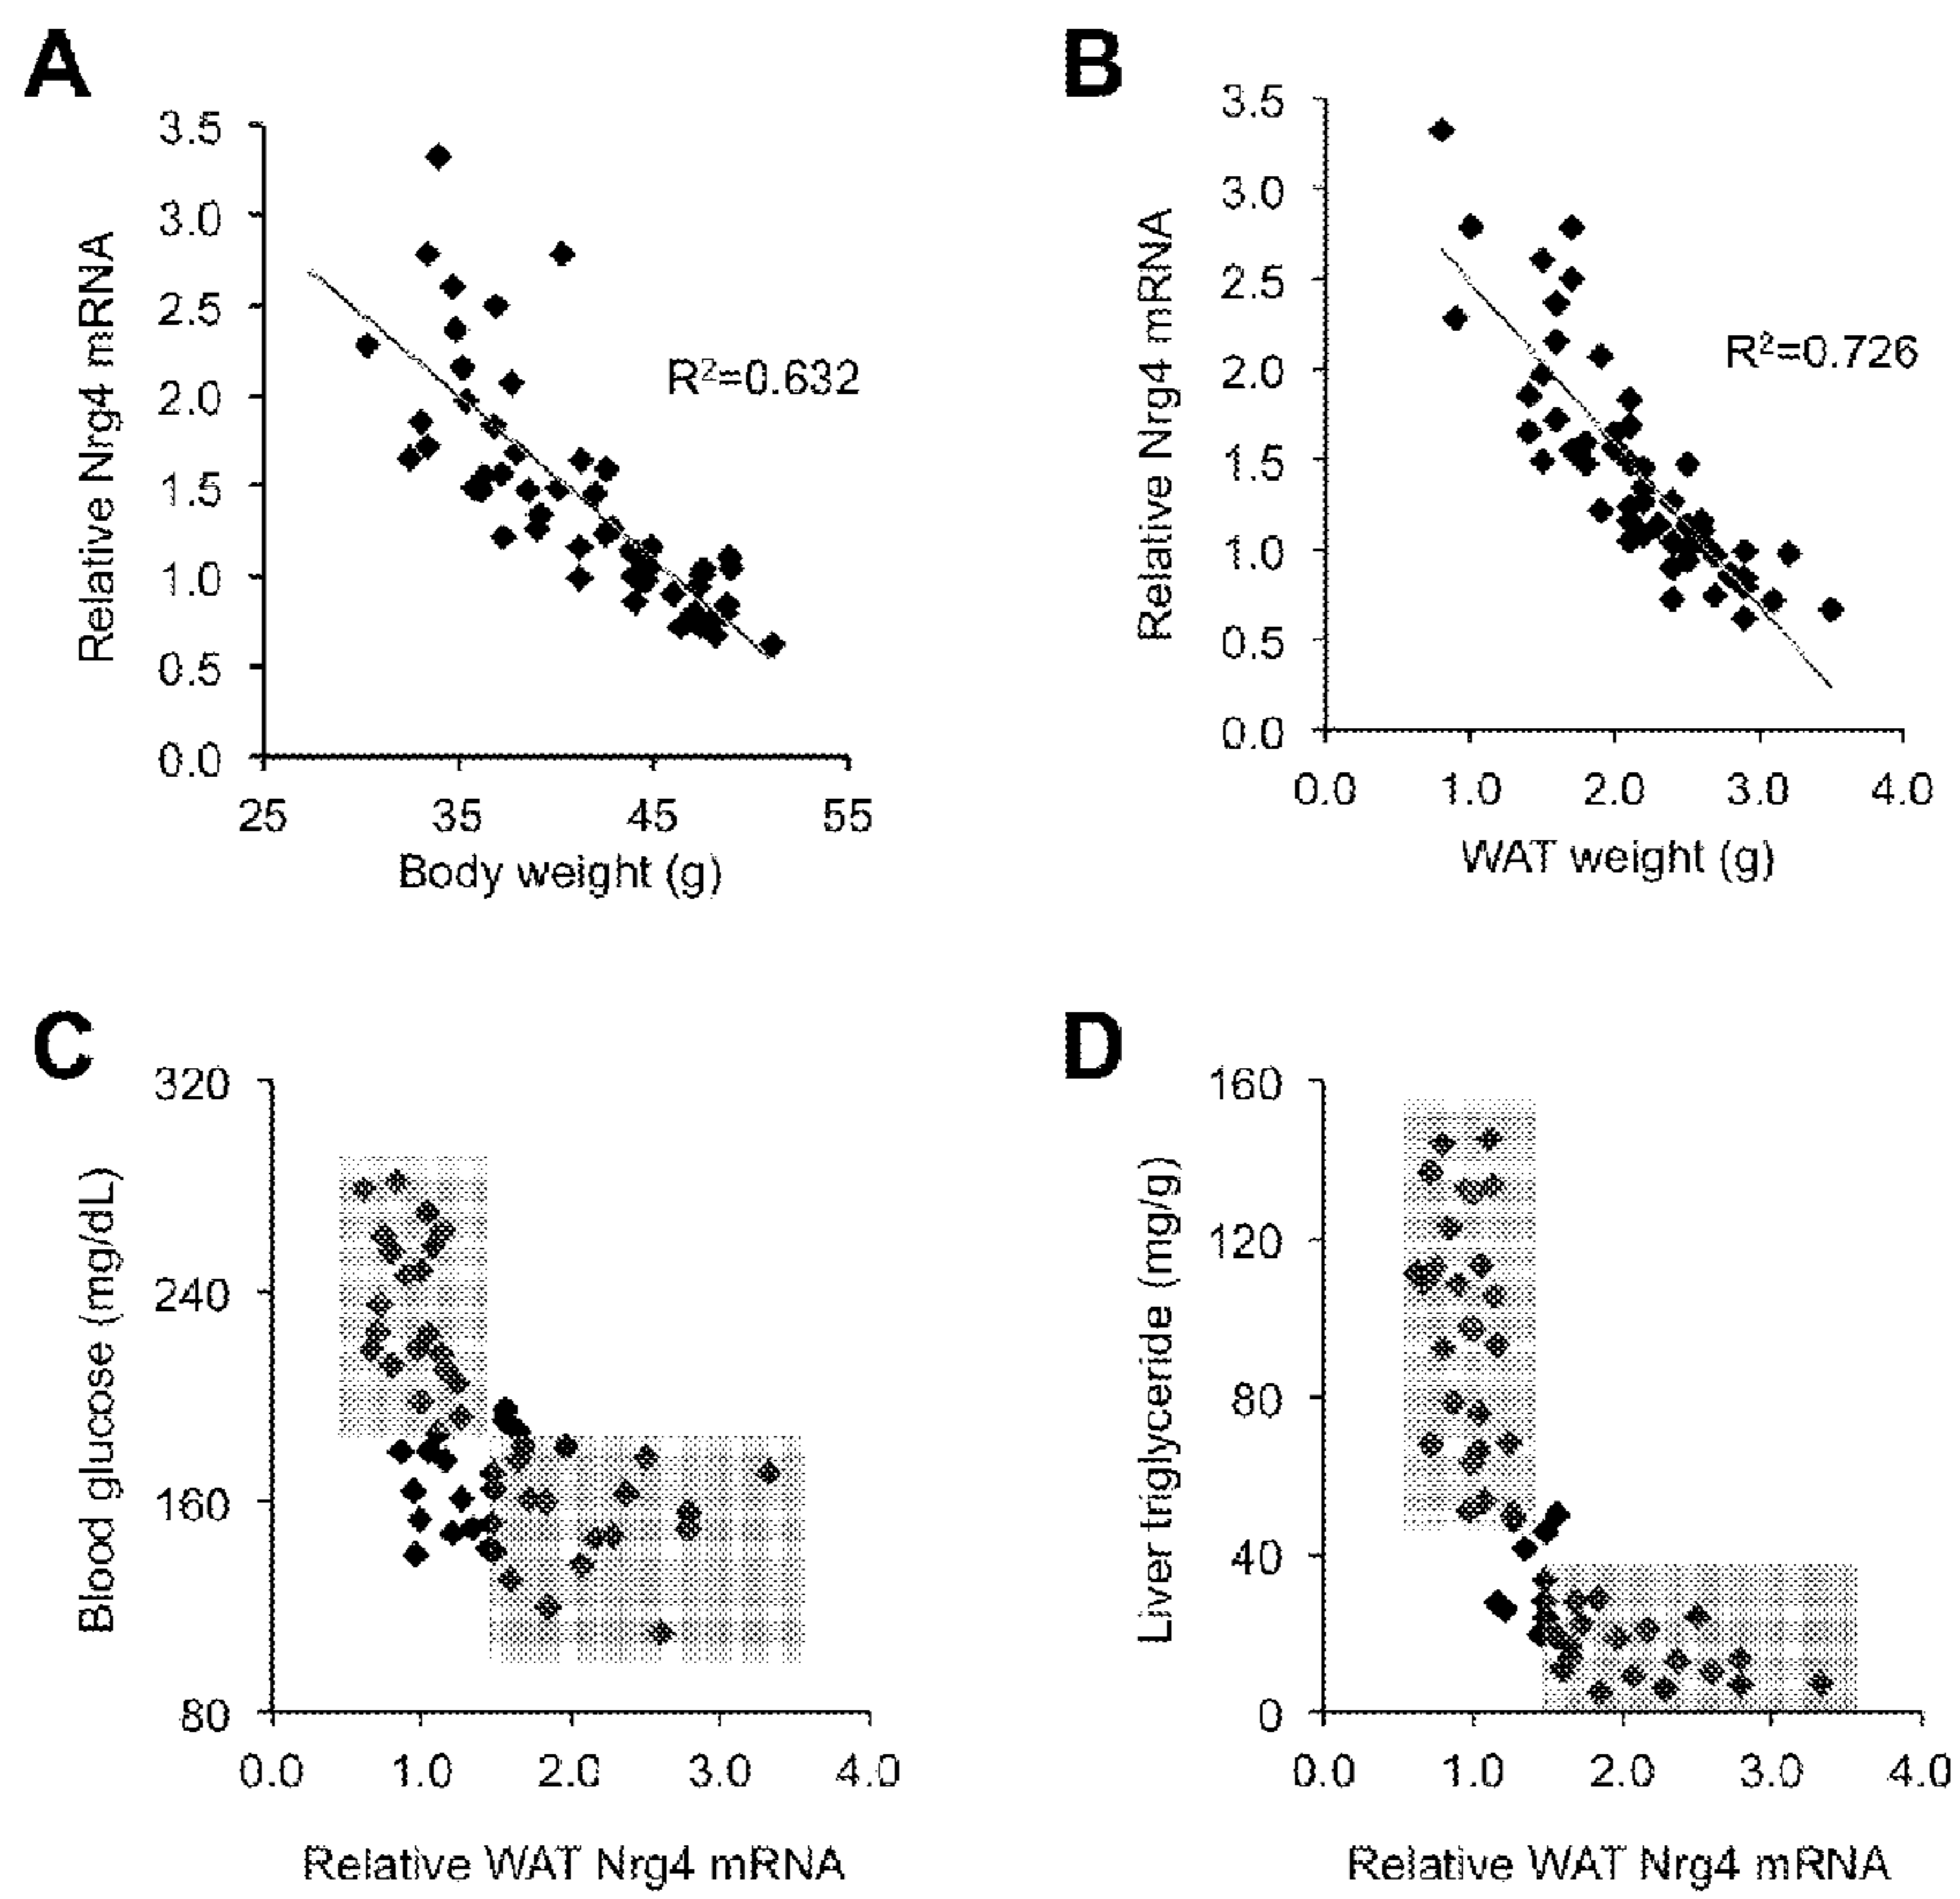 A
3.5
3.0
2.5
2.0
1.5
1.0
0.5
0.0
Relative Nrg4 mRNA
R²=0.632
25 35 45 55
Body weight (g)
B
3.5
3.0
2.5
2.0
1.5
1.0
0.5
0.0
Relative Nrg4 mRNA
R²=0.726
0.0 1.0 2.0 3.0 4.0
WAT weight (g)
C
320
240
160
80
Blood glucose (mg/dL)
0.0 1.0 2.0 3.0 4.0
Relative WAT Nrg4 mRNA
D
160
120
80
40
0
Liver triglyceride (mg/g)
0.0 1.0 2.0 3.0 4.0
Relative WAT Nrg4 mRNA